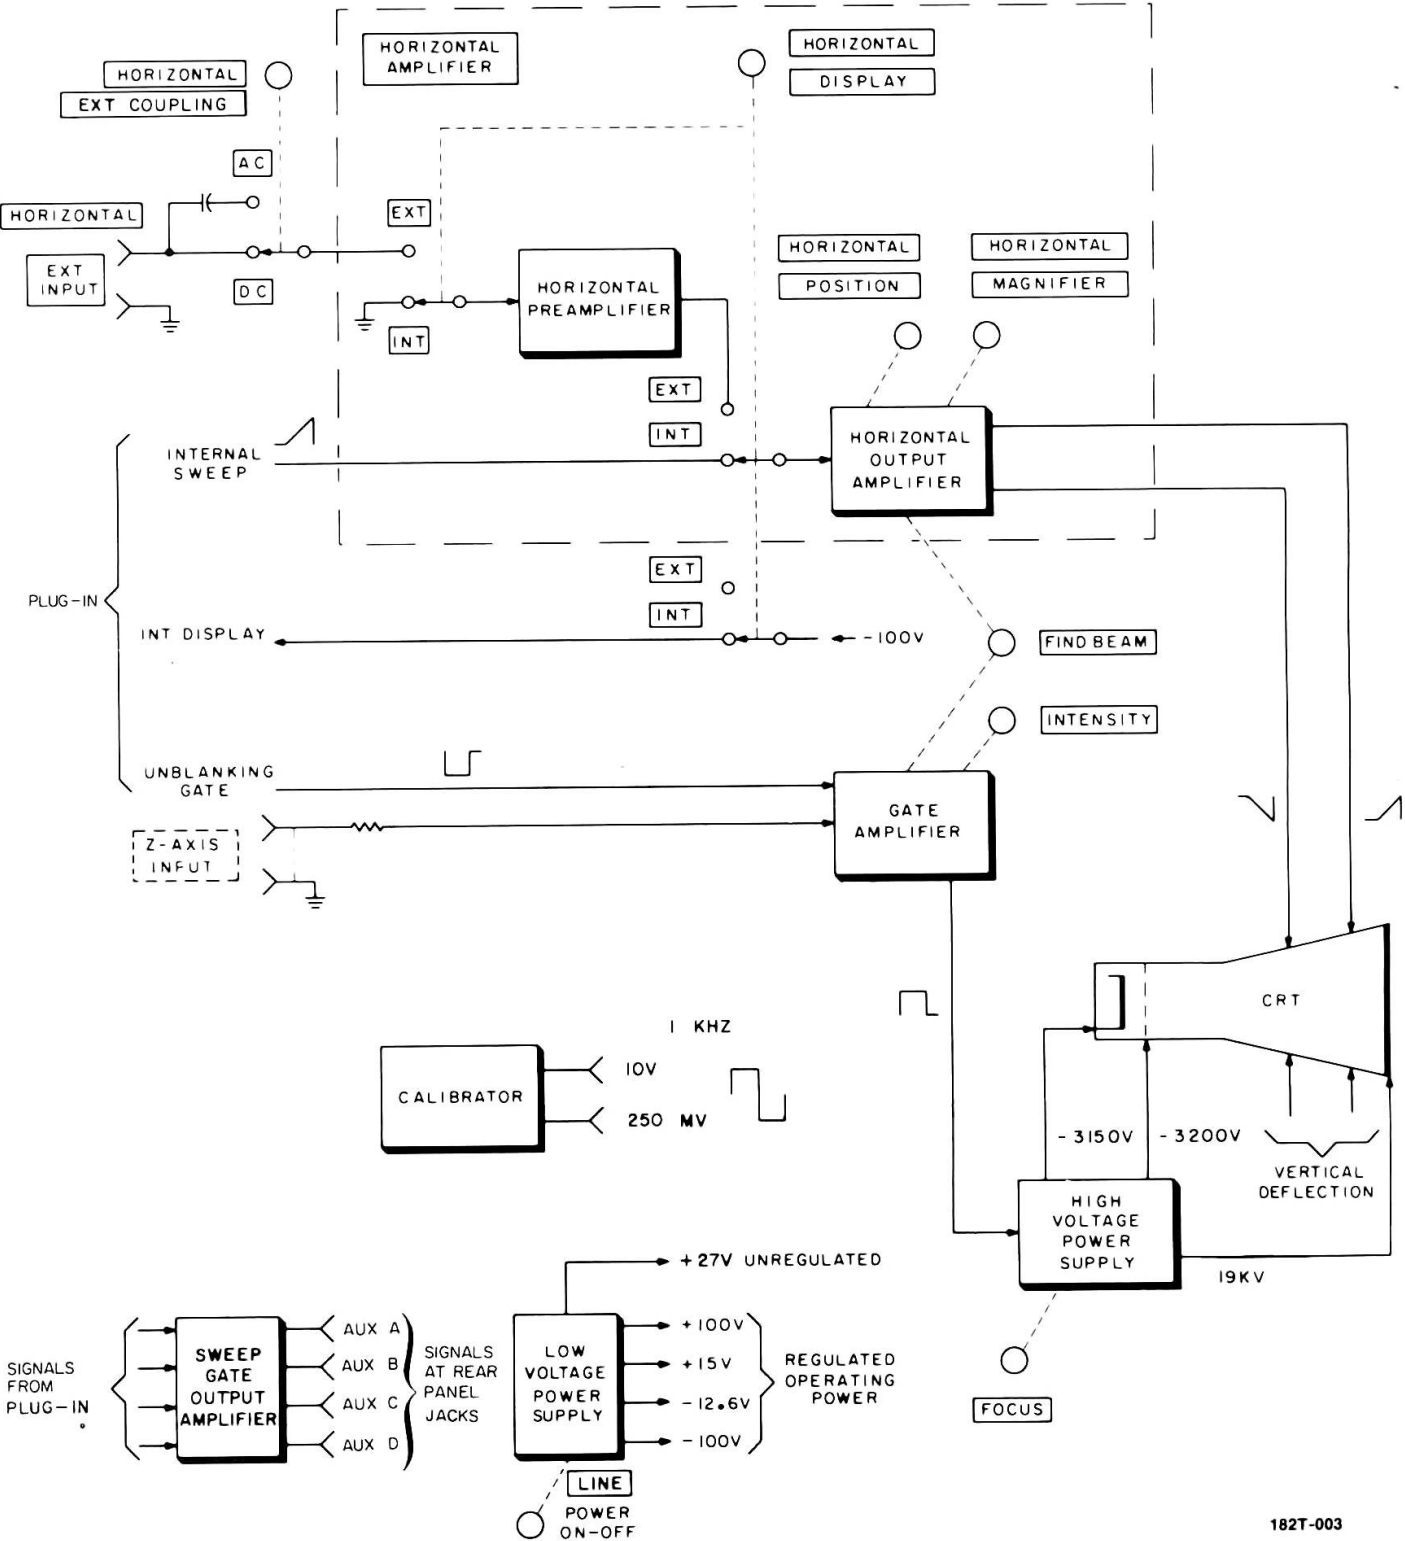 HORIZONTAL
AMPLIFIER
HORIZONTAL
DISPLAY
HORIZONTAL
EXT COUPLING
AC
HORIZONTAL
EXT
INPUT
DC
EXT
INT
HORIZONTAL
PREAMPLIFIER
HORIZONTAL
POSITION
HORIZONTAL
MAGNIFIER
EXT
INT
HORIZONTAL
OUTPUT
AMPLIFIER
INTERNAL
SWEEP
PLUG-IN
EXT
INT
INT DISPLAY
-100V
FIND BEAM
INTENSITY
UNBLANKING
GATE
Z-AXIS
INPUT
GATE
AMPLIFIER
CRT
1 KHZ
CALIBRATOR
10V
250 MV
-3150V
-3200V
VERTICAL
DEFLECTION
HIGH
VOLTAGE
POWER
SUPPLY
19KV
FOCUS
SIGNALS
FROM
PLUG-IN
SWEEP
GATE
OUTPUT
AMPLIFIER
AUX A
AUX B
AUX C
AUX D
SIGNALS
AT REAR
PANEL
JACKS
LOW
VOLTAGE
POWER
SUPPLY
+27V UNREGULATED
+100V
+15V
-12.6V
-100V
REGULATED
OPERATING
POWER
LINE
POWER
ON-OFF
182T-003